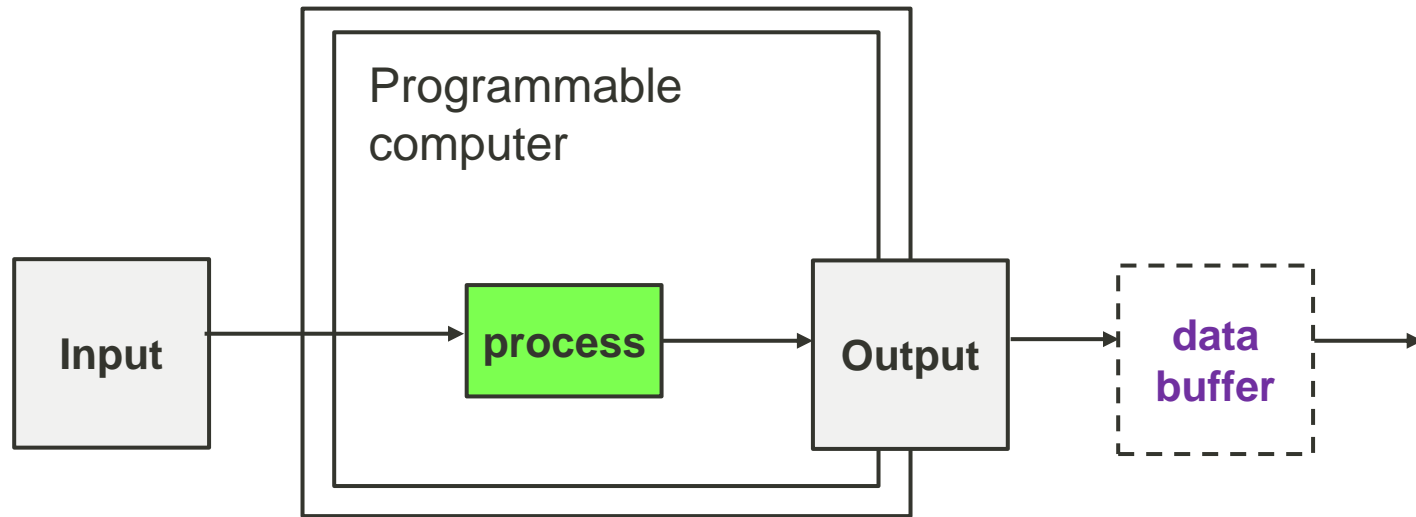 Programmable
computer
Input
process
Output
data
buffer